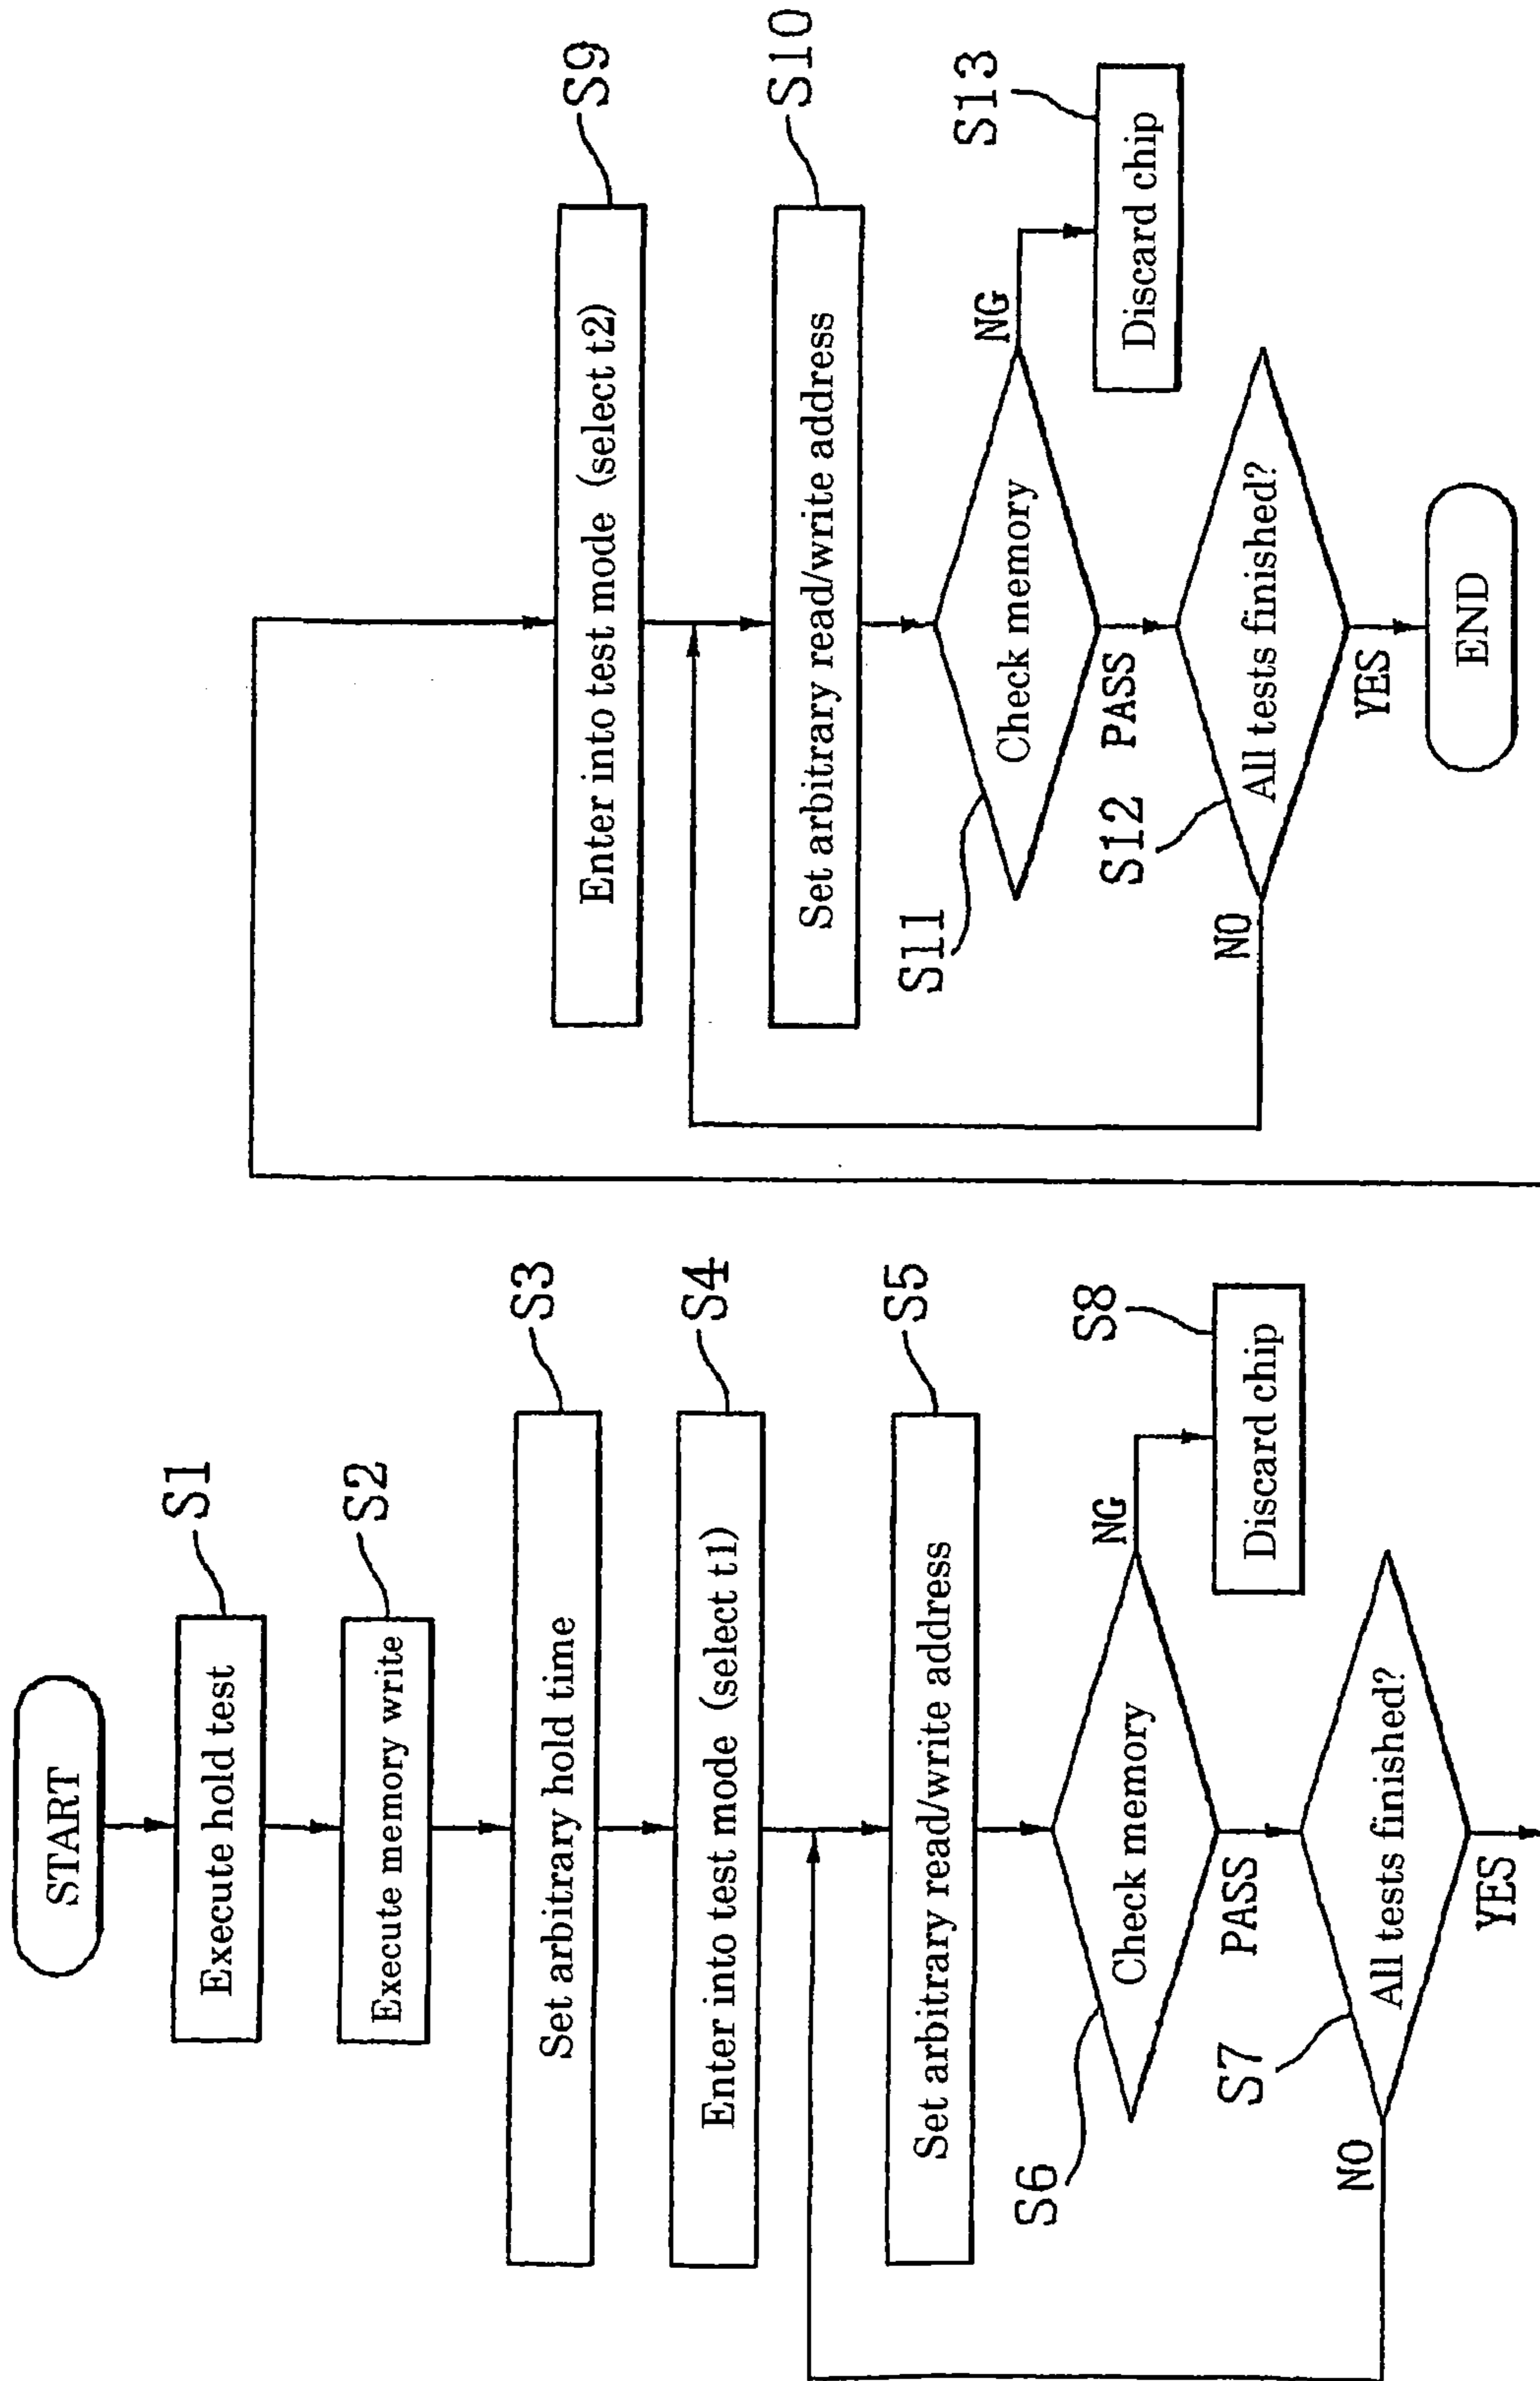 START
Execute hold test
S1
Execute memory write
S2
Set arbitrary hold time
S3
Enter into test mode (select t1)
S4
Set arbitrary read/write address
S5
Check memory
S6
NG
Discard chip
S8
PASS
All tests finished?
S7
NO
YES
Enter into test mode (select t2)
S9
Set arbitrary read/write address
S10
Check memory
S11
NG
Discard chip
S13
PASS
All tests finished?
S12
NO
YES
END